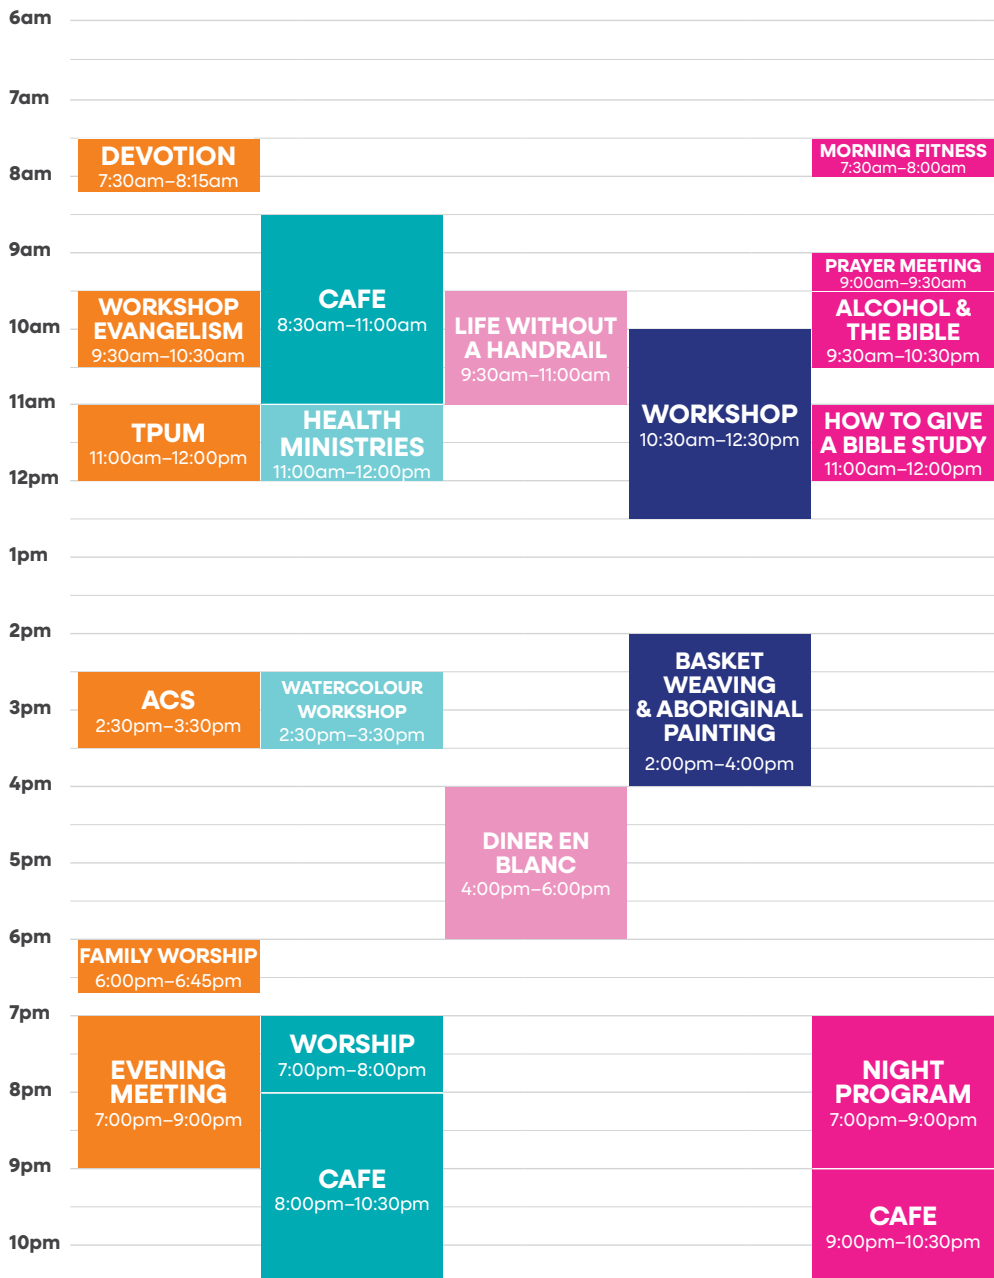 6am
7am
8am
9am
10am
11am
12pm
1pm
2pm
3pm
4pm
5pm
6pm
7pm
8pm
9pm
10pm
DEVOTION
7:30am–8:15am
WORKSHOP
EVANGELISM
9:30am–10:30am
TPUM
11:00am–12:00pm
ACS
2:30pm–3:30pm
FAMILY WORSHIP
6:00pm–6:45pm
EVENING
MEETING
7:00pm–9:00pm
CAFE
8:30am–11:00am
HEALTH
MINISTRIES
11:00am–12:00pm
WATERCOLOUR
WORKSHOP
2:30pm–3:30pm
WORSHIP
7:00pm–8:00pm
CAFE
8:00pm–10:30pm
LIFE WITHOUT
A HANDRAIL
9:30am–11:00am
DINER EN
BLANC
4:00pm–6:00pm
WORKSHOP
10:30am–12:30pm
BASKET
WEAVING
& ABORIGINAL
PAINTING
2:00pm–4:00pm
MORNING FITNESS
7:30am–8:00am
PRAYER MEETING
9:00am–9:30am
ALCOHOL &
THE BIBLE
9:30am–10:30pm
HOW TO GIVE
A BIBLE STUDY
11:00am–12:00pm
NIGHT
PROGRAM
7:00pm–9:00pm
CAFE
9:00pm–10:30pm